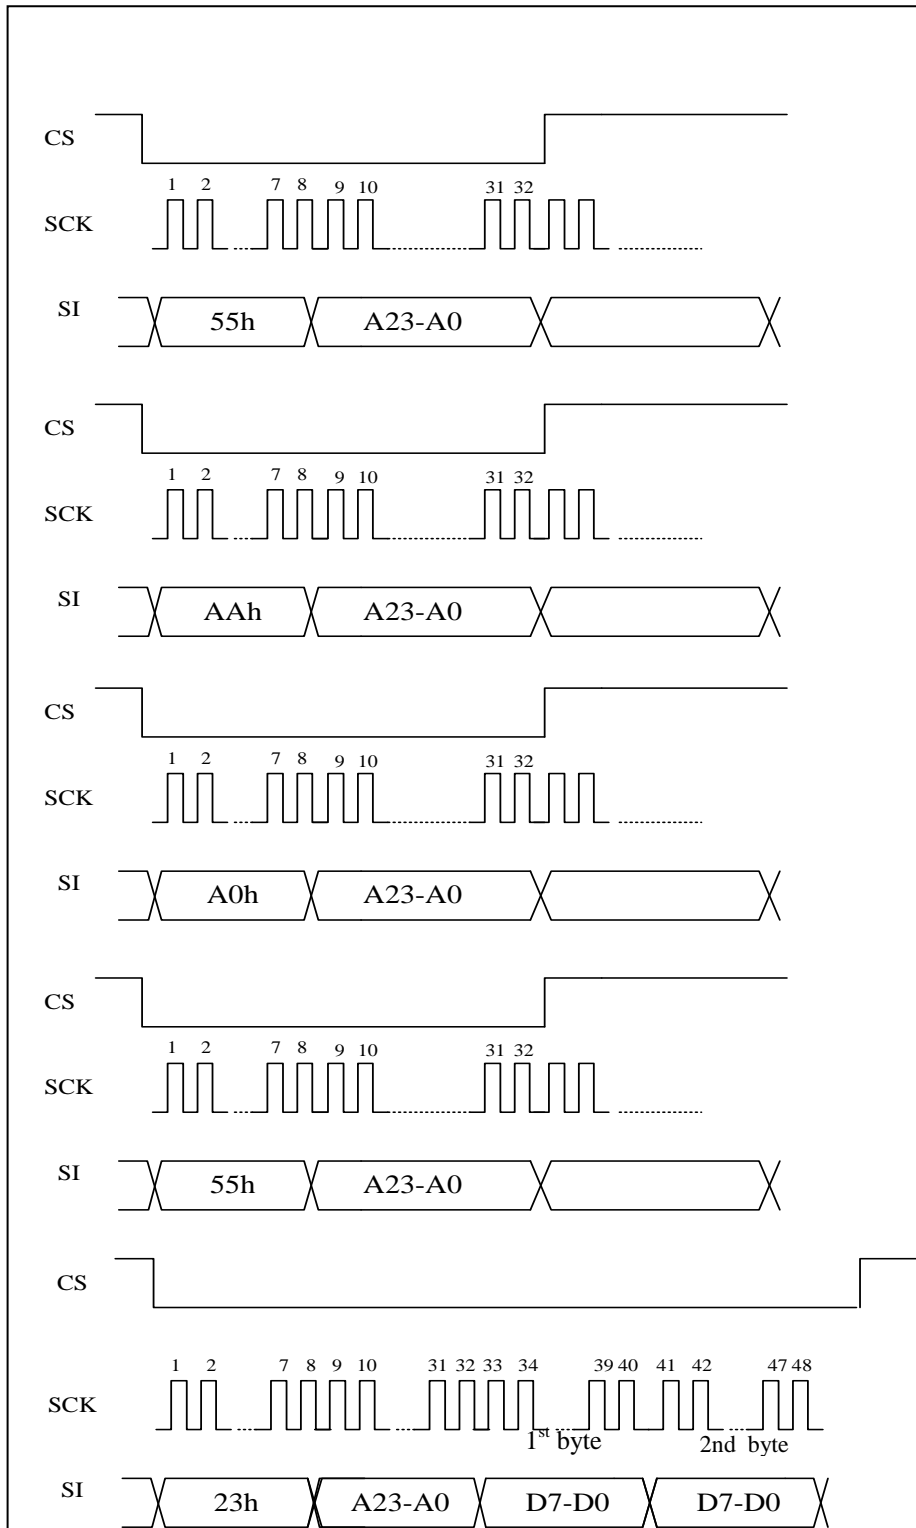 CS
1 2 7 8 9 10 31 32
SCK
SI 55h A23-A0
CS
1 2 7 8 9 10 31 32
SCK
SI AAh A23-A0
CS
1 2 7 8 9 10 31 32
SCK
SI A0h A23-A0
CS
1 2 7 8 9 10 31 32
SCK
SI 55h A23-A0
CS
1 2 7 8 9 10 31 32 33 34 39 40 41 42 47 48
SCK
1st byte 2nd byte
SI 23h A23-A0 D7-D0 D7-D0